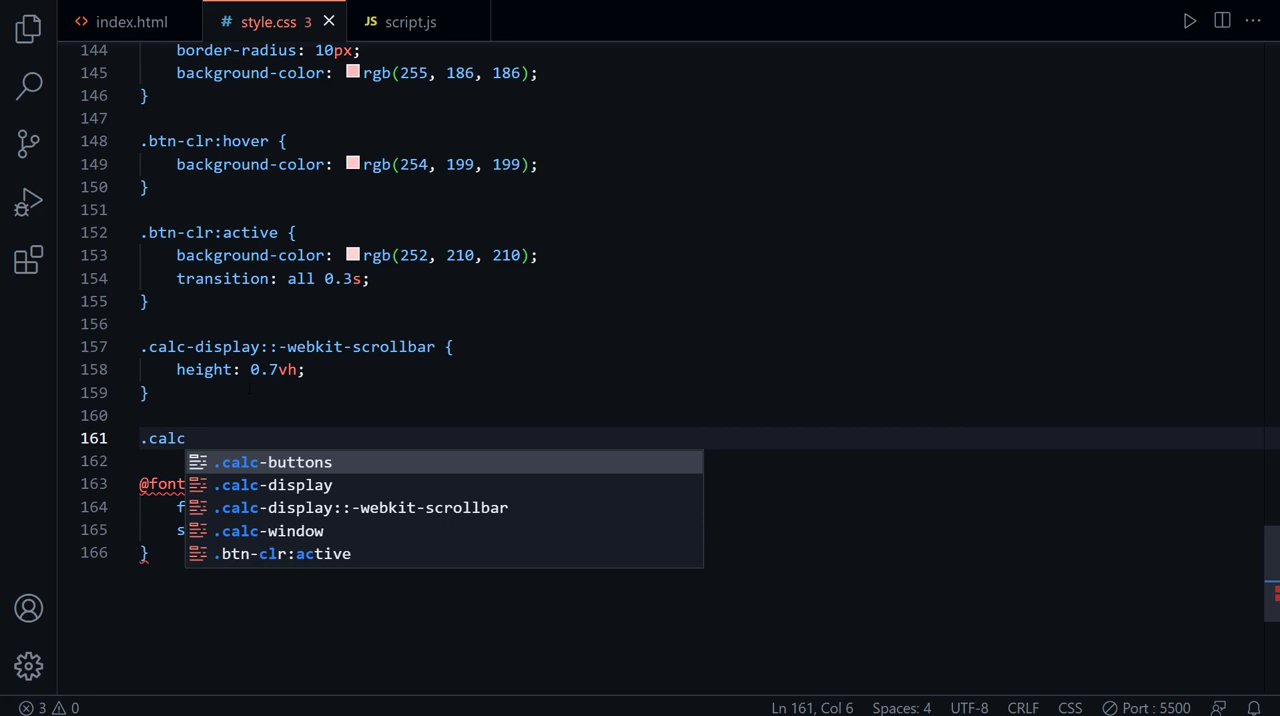 index.html
# style.css 3
JS script.js
144 border-radius: 10px;
145 background-color: rgb(255, 186, 186);
146 }
147
148 .btn-clr:hover {
149 background-color: rgb(254, 199, 199);
150 }
151
152 .btn-clr:active {
153 background-color: rgb(252, 210, 210);
154 transition: all 0.3s;
155 }
156
157 .calc-display::-webkit-scrollbar {
158 height: 0.7vh;
159 }
160
161 .calc
162 .calc-buttons
163 @font
.calc-display
164 f
.calc-display::-webkit-scrollbar
165 s
.calc-window
166 }
.btn-clr:active
3 0
Ln 161, Col 6
Spaces: 4
UTF-8
CRLF
CSS
Port : 5500